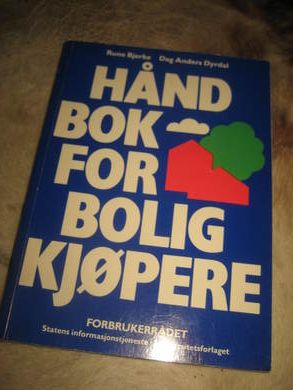 Rune Bjerke Dag Anders Dyrdal
HÅND
BOK
FOR
BOLIG
KJØPERE
FORBRUKERRÅDET
Statens informasjonstjeneste